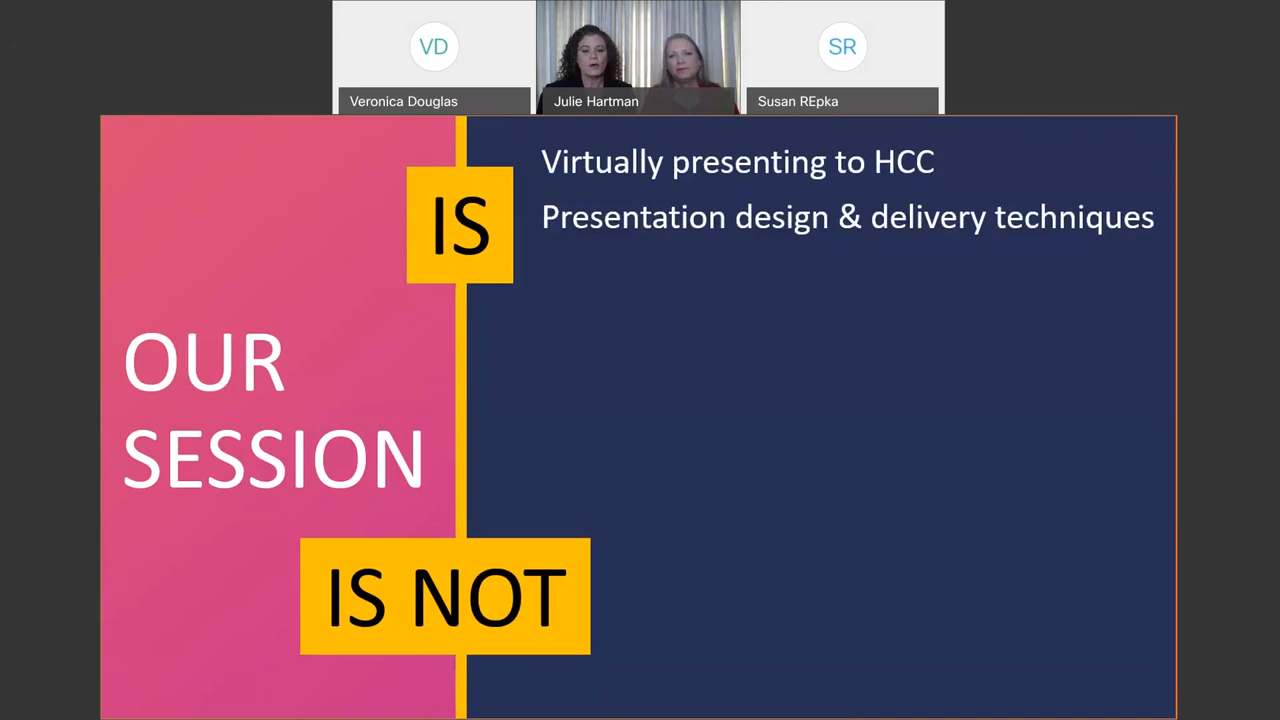 VD
SR
Veronica Douglas
Julie Hartman
Susan REpka
Virtually presenting to HCC
IS
Presentation design & delivery techniques
OUR
SESSION
IS NOT